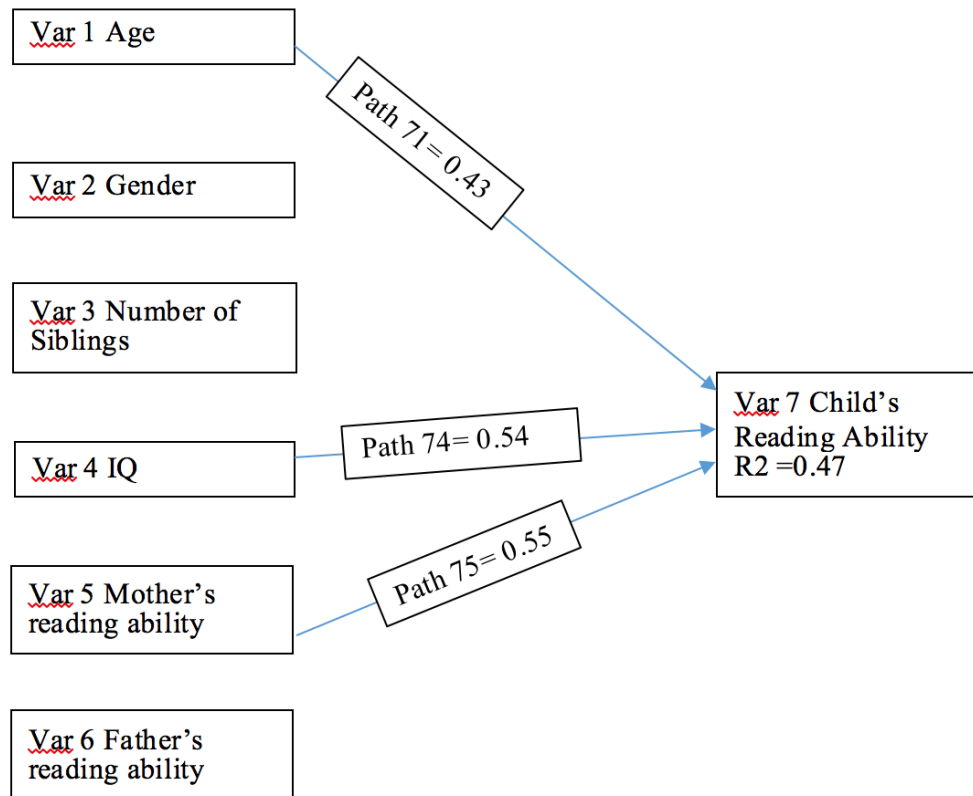 Var 1 Age
Path 71= 0.43
Var 2 Gender
Var 3 Number of
Siblings
Var 7 Child’s
Reading Ability
R2 =0.47
Path 74= 0.54
Var 4 IQ
Path 75= 0.55
Var 5 Mother’s
reading ability
Var 6 Father’s
reading ability